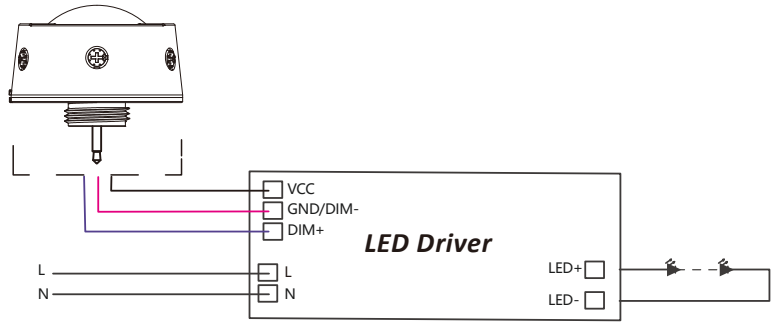 VCC
GND/DIM-
DIM+
LED Driver
L L LED+
N N LED-